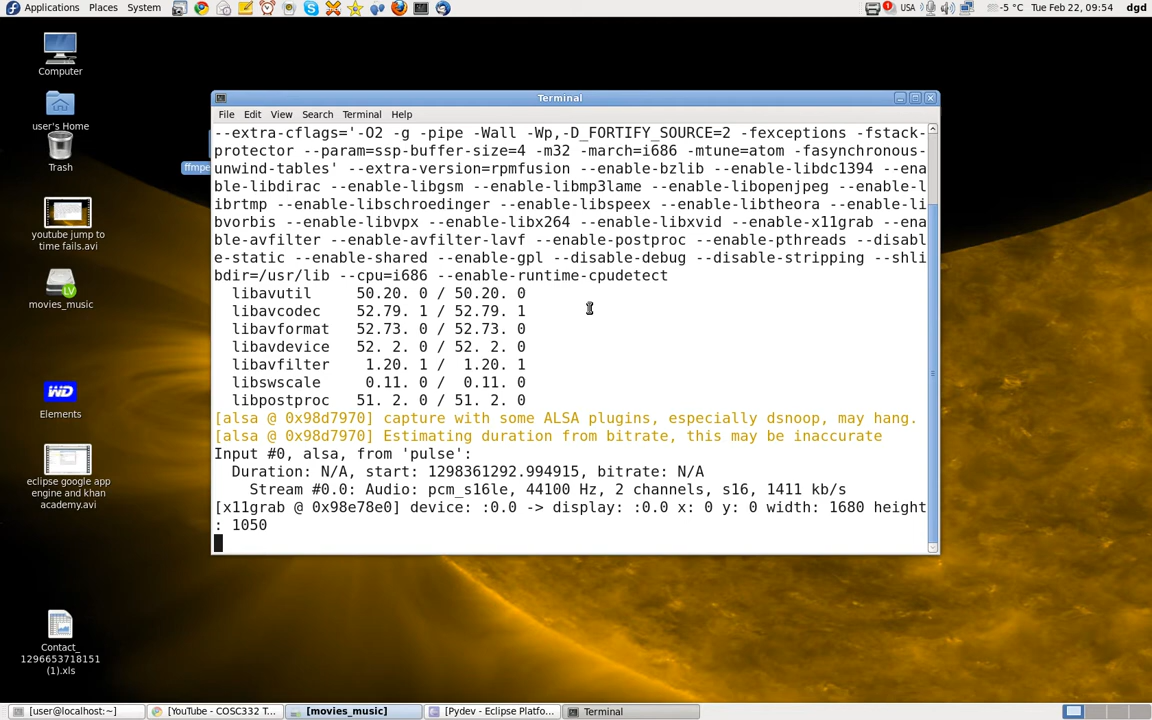 Applications Places System USA -5 °C Tue Feb 22, 09:54 dgd
Computer
user's Home
Trash
ffmpe
youtube jump to
time fails.avi
movies_music
WD
Elements
eclipse google app
engine and khan
academy.avi
Contact_
1296653718151
(1).xls
Terminal
File Edit View Search Terminal Help
--extra-cflags='-O2 -g -pipe -Wall -Wp,-D_FORTIFY_SOURCE=2 -fexceptions -fstack-
protector --param=ssp-buffer-size=4 -m32 -march=i686 -mtune=atom -fasynchronous-
unwind-tables' --extra-version=rpmfusion --enable-bzlib --enable-libdc1394 --ena
ble-libdirac --enable-libgsm --enable-libmp3lame --enable-libopenjpeg --enable-l
ibrtmp --enable-libschroedinger --enable-libspeex --enable-libtheora --enable-li
bvorbis --enable-libvpx --enable-libx264 --enable-libxvid --enable-x11grab --ena
ble-avfilter --enable-avfilter-lavf --enable-postproc --enable-pthreads --disabl
e-static --enable-shared --enable-gpl --disable-debug --disable-stripping --shli
bdir=/usr/lib --cpu=i686 --enable-runtime-cpudetect
libavutil 50.20. 0 / 50.20. 0
libavcodec 52.79. 1 / 52.79. 1
libavformat 52.73. 0 / 52.73. 0
libavdevice 52. 2. 0 / 52. 2. 0
libavfilter 1.20. 1 / 1.20. 1
libswscale 0.11. 0 / 0.11. 0
libpostproc 51. 2. 0 / 51. 2. 0
[alsa @ 0x98d7970] capture with some ALSA plugins, especially dsnoop, may hang.
[alsa @ 0x98d7970] Estimating duration from bitrate, this may be inaccurate
Input #0, alsa, from 'pulse':
Duration: N/A, start: 1298361292.994915, bitrate: N/A
Stream #0.0: Audio: pcm_s16le, 44100 Hz, 2 channels, s16, 1411 kb/s
[x11grab @ 0x98e78e0] device: :0.0 -> display: :0.0 x: 0 y: 0 width: 1680 height
: 1050
[user@localhost:~] [YouTube - COSC332 T... [movies_music] [Pydev - Eclipse Platfo... Terminal